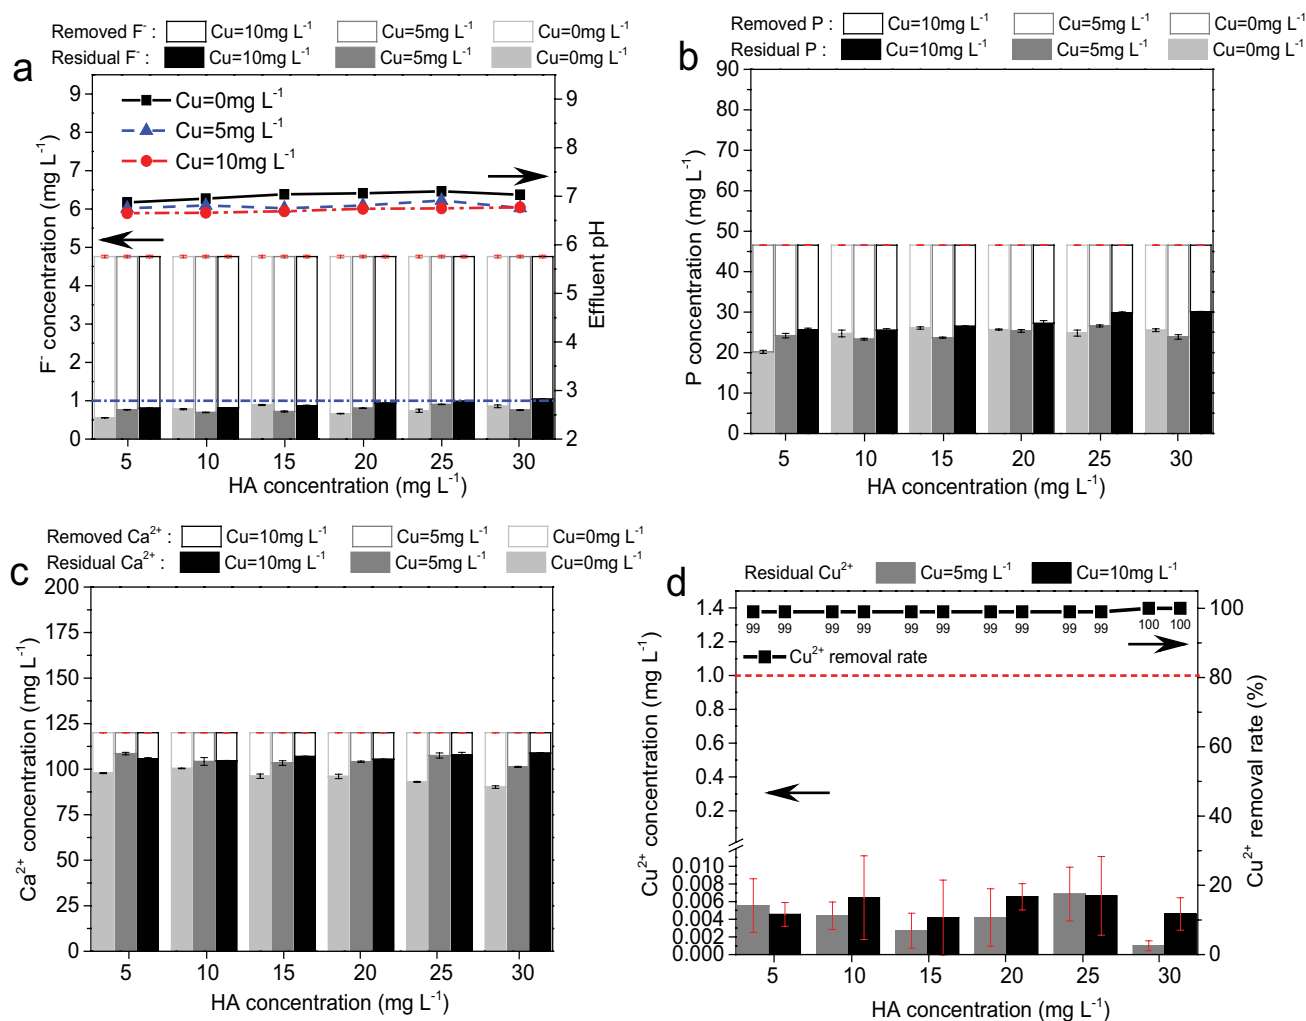 Removed F⁻ : Cu=10mg L⁻¹ Cu=5mg L⁻¹ Cu=0mg L⁻¹
Residual F⁻ : Cu=10mg L⁻¹ Cu=5mg L⁻¹ Cu=0mg L⁻¹
a
Cu=0mg L⁻¹
Cu=5mg L⁻¹
Cu=10mg L⁻¹
F⁻ concentration (mg L⁻¹)
9
8
7
6
5
4
3
2
1
0
Effluent pH
9
8
7
6
5
4
3
2
5 10 15 20 25 30
HA concentration (mg L⁻¹)
Removed P : Cu=10mg L⁻¹ Cu=5mg L⁻¹ Cu=0mg L⁻¹
Residual P : Cu=10mg L⁻¹ Cu=5mg L⁻¹ Cu=0mg L⁻¹
b
P concentration (mg L⁻¹)
90
80
70
60
50
40
30
20
10
0
5 10 15 20 25 30
HA concentration (mg L⁻¹)
Removed Ca²⁺ : Cu=10mg L⁻¹ Cu=5mg L⁻¹ Cu=0mg L⁻¹
Residual Ca²⁺ : Cu=10mg L⁻¹ Cu=5mg L⁻¹ Cu=0mg L⁻¹
c
Ca²⁺ concentration (mg L⁻¹)
200
175
150
125
100
75
50
25
0
5 10 15 20 25 30
HA concentration (mg L⁻¹)
Residual Cu²⁺ Cu=5mg L⁻¹ Cu=10mg L⁻¹
d
99 99 99 99 99 99 99 99 99 99 100 100
Cu²⁺ removal rate
Cu²⁺ concentration (mg L⁻¹)
1.4
1.2
1.0
0.8
0.6
0.4
0.2
0.010
0.008
0.006
0.004
0.002
0.000
Cu²⁺ removal rate (%)
100
80
60
40
20
0
5 10 15 20 25 30
HA concentration (mg L⁻¹)